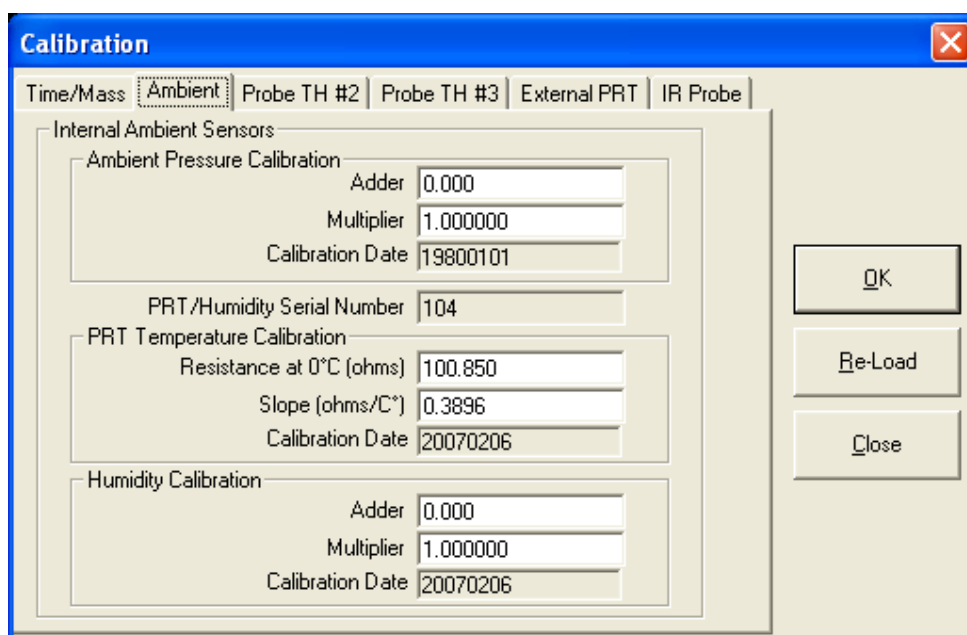 Calibration
Time/Mass Ambient Probe TH #2 Probe TH #3 External PRT IR Probe
Internal Ambient Sensors
Ambient Pressure Calibration
Adder 0.000
Multiplier 1.000000
Calibration Date 19800101
PRT/Humidity Serial Number 104
PRT Temperature Calibration
Resistance at 0°C (ohms) 100.850
Slope (ohms/C°) 0.3896
Calibration Date 20070206
Humidity Calibration
Adder 0.000
Multiplier 1.000000
Calibration Date 20070206
OK
Re-Load
Close